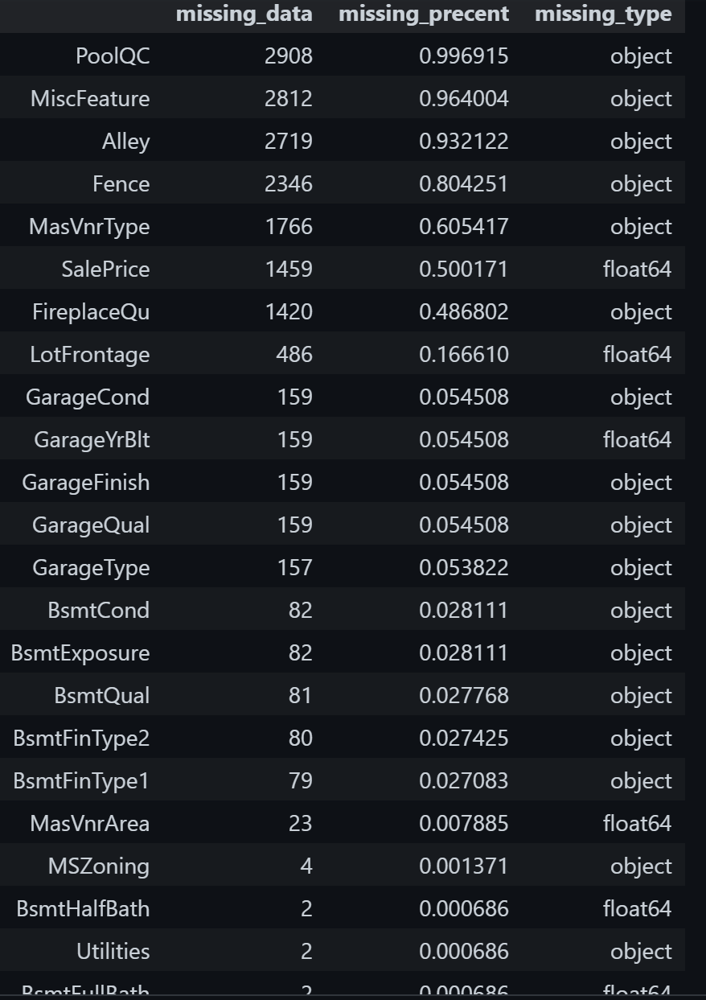 missing_data missing_precent missing_type
PoolQC 2908 0.996915 object
MiscFeature 2812 0.964004 object
Alley 2719 0.932122 object
Fence 2346 0.804251 object
MasVnrType 1766 0.605417 object
SalePrice 1459 0.500171 float64
FireplaceQu 1420 0.486802 object
LotFrontage 486 0.166610 float64
GarageCond 159 0.054508 object
GarageYrBlt 159 0.054508 float64
GarageFinish 159 0.054508 object
GarageQual 159 0.054508 object
GarageType 157 0.053822 object
BsmtCond 82 0.028111 object
BsmtExposure 82 0.028111 object
BsmtQual 81 0.027768 object
BsmtFinType2 80 0.027425 object
BsmtFinType1 79 0.027083 object
MasVnrArea 23 0.007885 float64
MSZoning 4 0.001371 object
BsmtHalfBath 2 0.000686 float64
Utilities 2 0.000686 object
BsmtFullBath 2 0.000686 float64